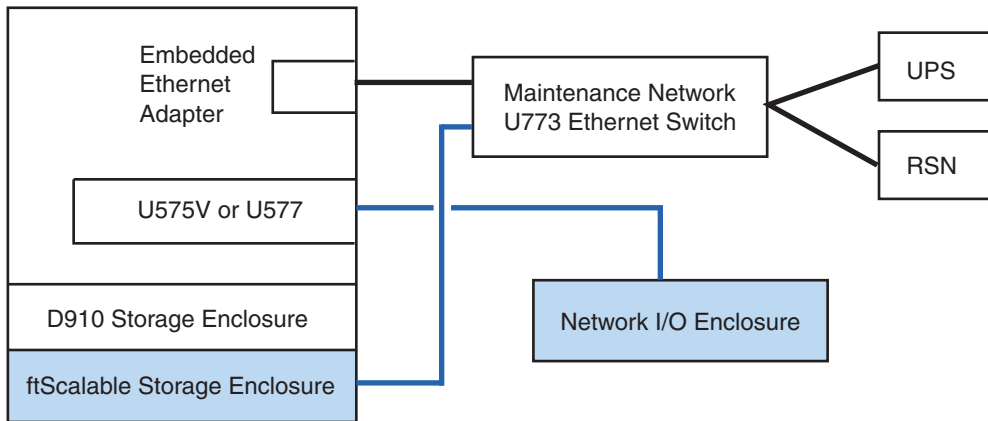 Embedded
Ethernet
Adapter
Maintenance Network
U773 Ethernet Switch
UPS
RSN
U575V or U577
D910 Storage Enclosure
Network I/O Enclosure
ftScalable Storage Enclosure